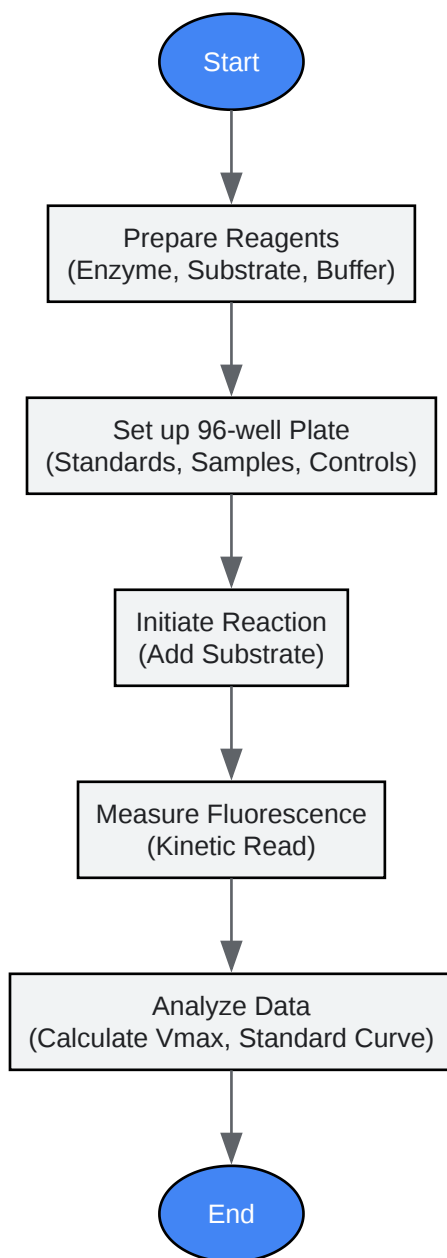 Start
Prepare Reagents
(Enzyme, Substrate, Buffer)
Set up 96-well Plate
(Standards, Samples, Controls)
Initiate Reaction
(Add Substrate)
Measure Fluorescence
(Kinetic Read)
Analyze Data
(Calculate Vmax, Standard Curve)
End